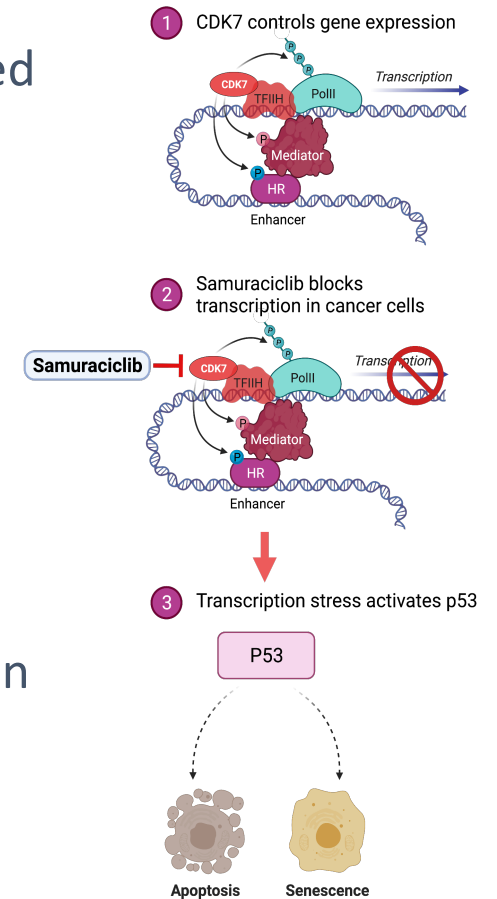 1 CDK7 controls gene expression
ed
P
P
P
CDK7
TFIIH
PolII
Transcription
P
Mediator
P
HR
Enhancer
2 Samuraciclib blocks
transcription in cancer cells
P
P
P
Samuraciclib
CDK7
TFIIH
PolII
Transcription
P
Mediator
P
HR
Enhancer
3 Transcription stress activates p53
P53
n
Apoptosis
Senescence